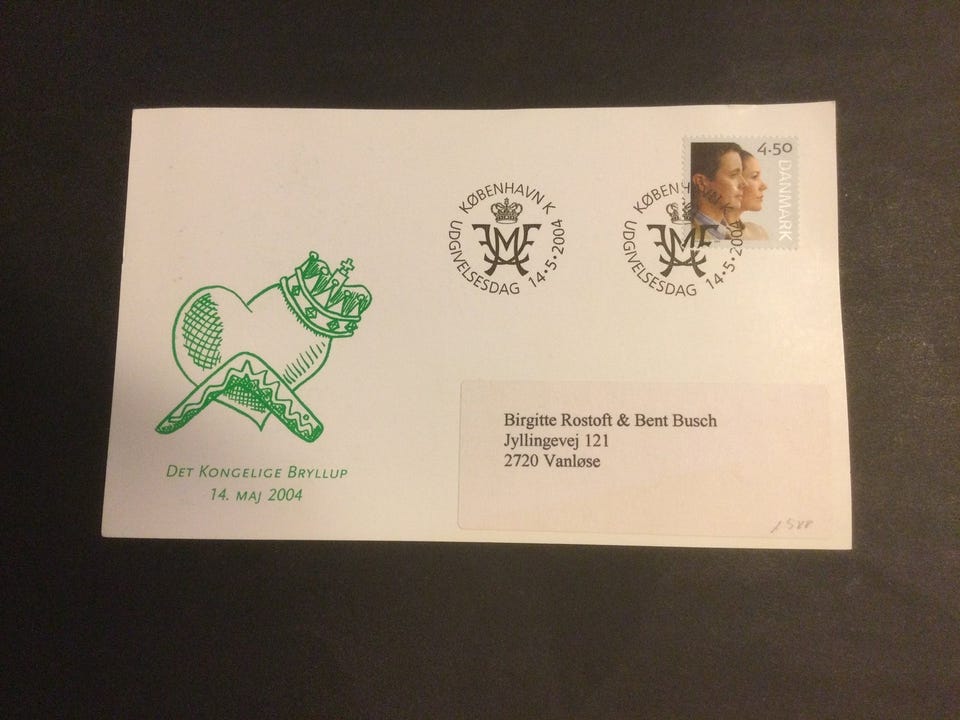 4.50
DANMARK
KØBENHAVN K
UDGIVELSESDAG 14.5.2004
KØBENHAVN K
UDGIVELSESDAG 14.5.2004
DET KONGELIGE BRYLLUP
14. MAJ 2004
Birgitte Rostoft & Bent Busch
Jyllingevej 121
2720 Vanløse